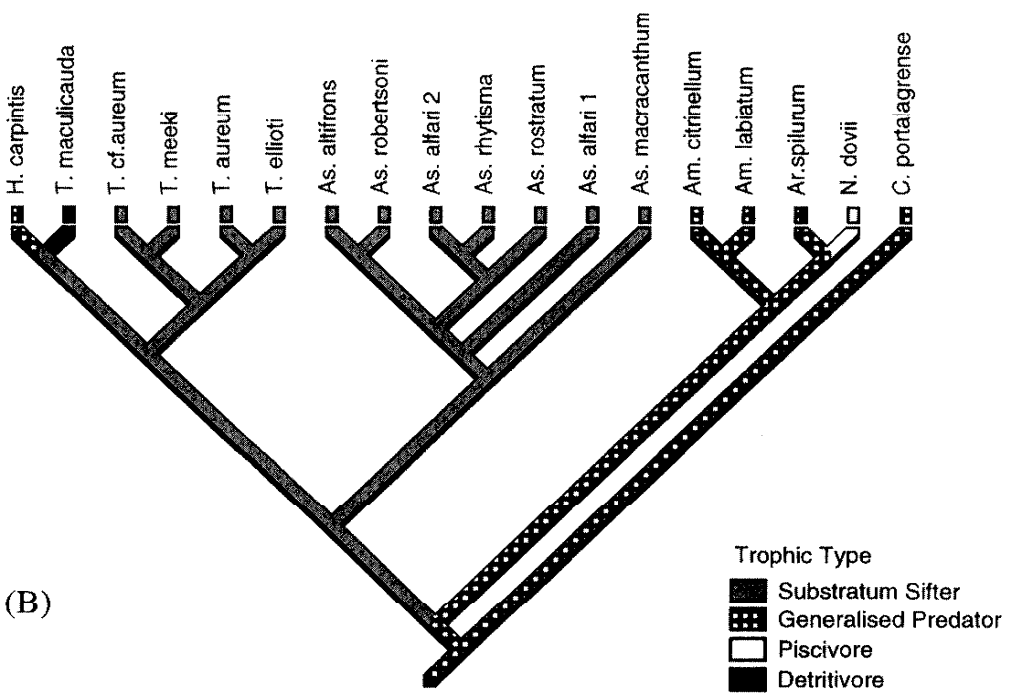 H. carpintis
T. maculicauda
T. cf.aureum
T. meeki
T. aureum
T. ellioti
As. altifrons
As. robertsoni
As. alfari 2
As. rhytisma
As. rostratum
As. alfari 1
As. macracanthum
Am. citrinellum
Am. labiatum
Ar.spilurum
N. dovii
C. portalagrense
(B)
Trophic Type
Substratum Sifter
Generalised Predator
Piscivore
Detritivore